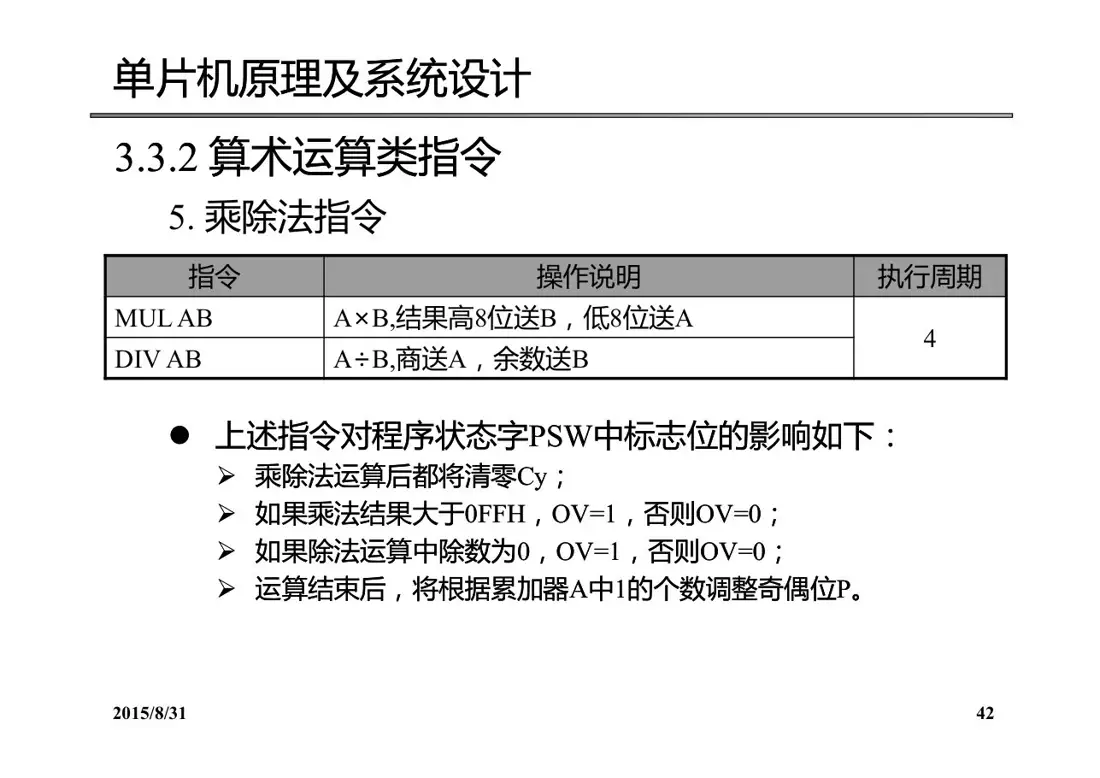 单片机原理及系统设计
3.3.2 算术运算类指令
5. 乘除法指令
指令 操作说明 执行周期
MUL AB A×B,结果高8位送B，低8位送A
4
DIV AB A÷B,商送A，余数送B
● 上述指令对程序状态字PSW中标志位的影响如下：
➢ 乘除法运算后都将清零Cy；
➢ 如果乘法结果大于0FFH，OV=1，否则OV=0；
➢ 如果除法运算中除数为0，OV=1，否则OV=0；
➢ 运算结束后，将根据累加器A中1的个数调整奇偶位P。
2015/8/31 42